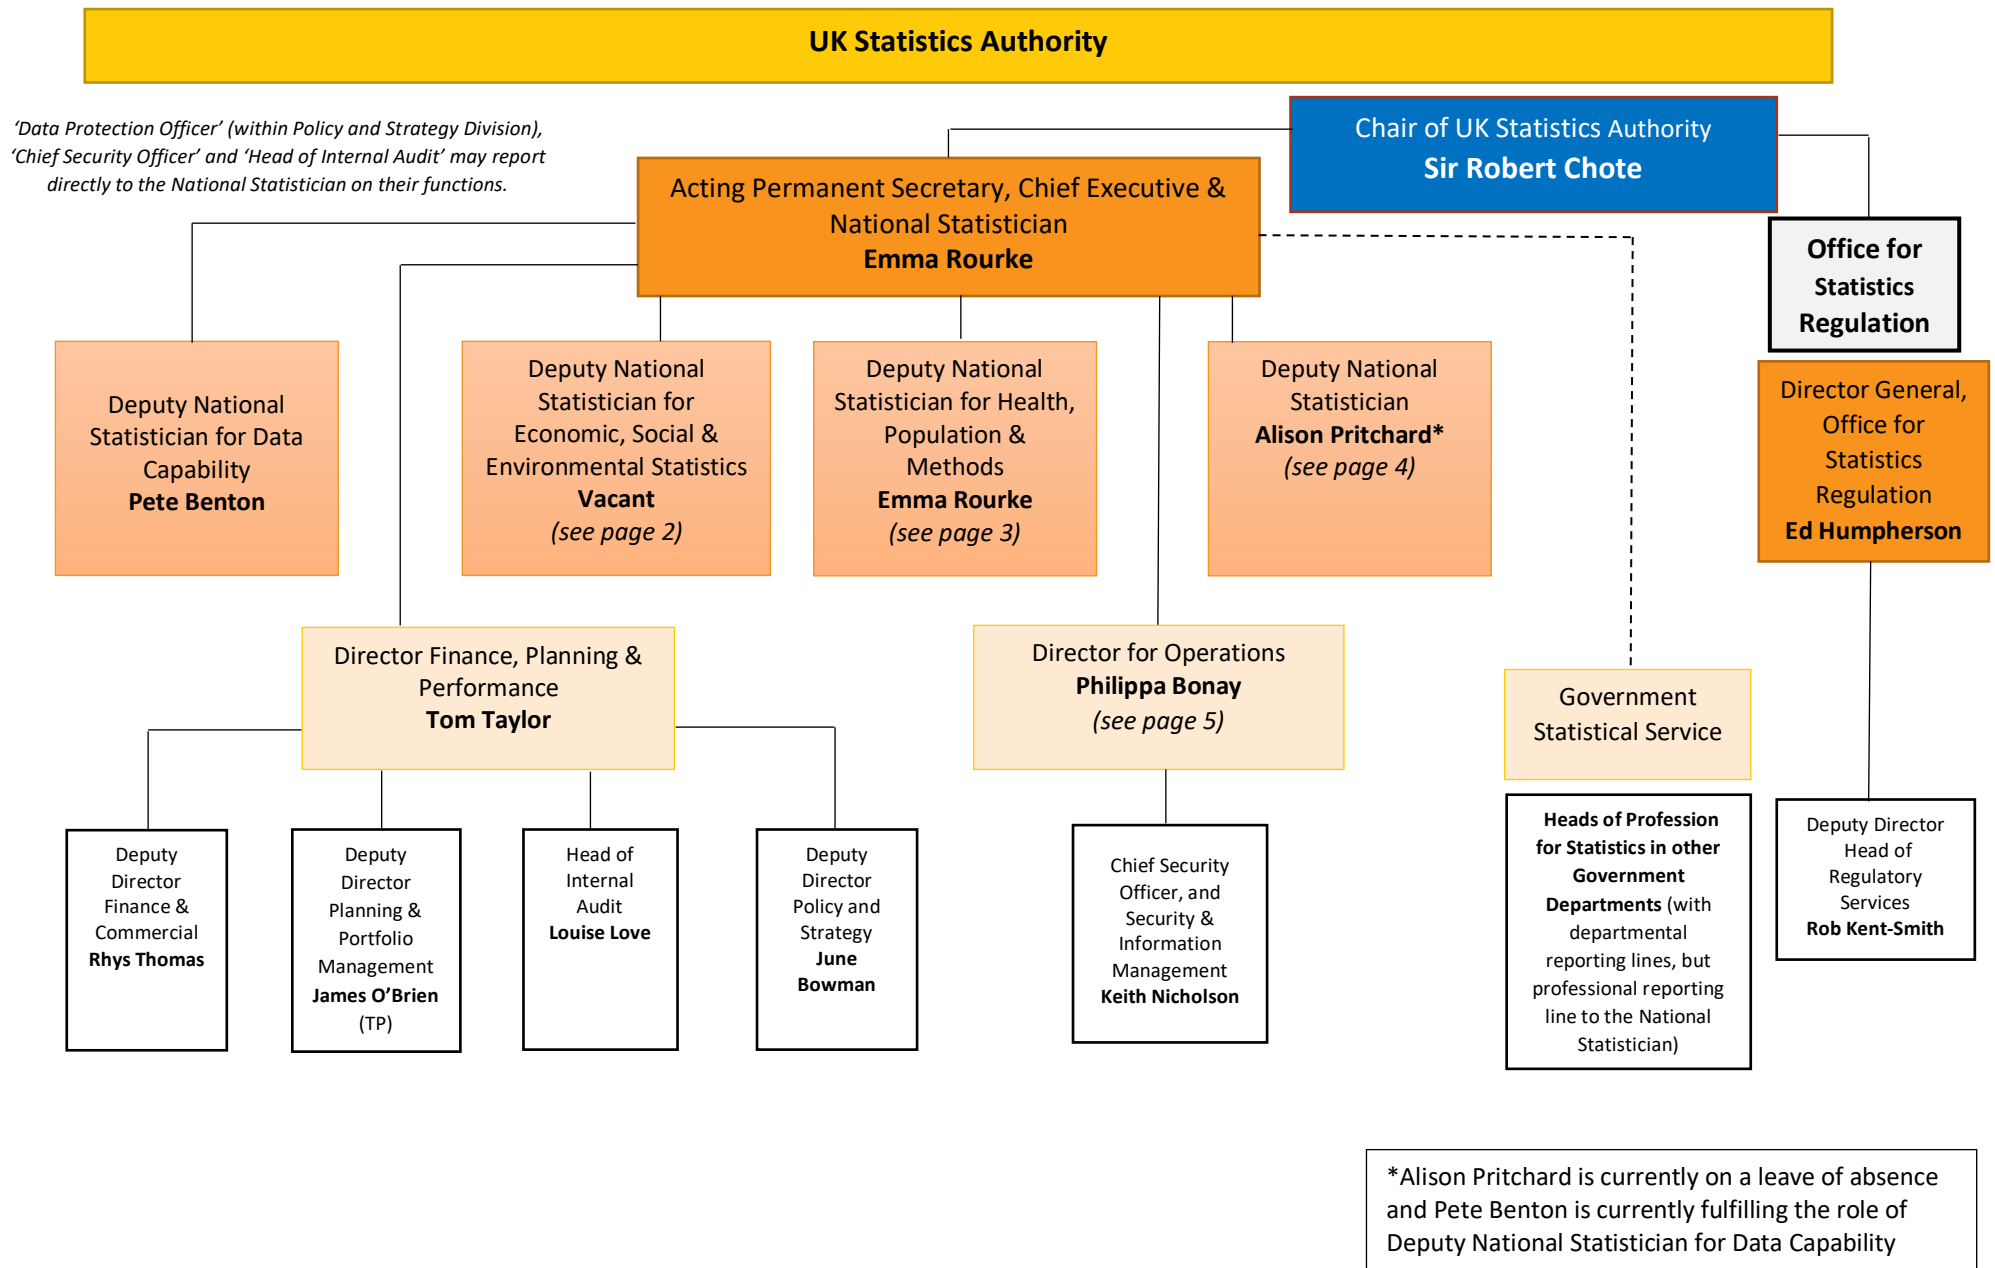 UK Statistics Authority
‘Data Protection Officer’ (within Policy and Strategy Division),
‘Chief Security Officer’ and ‘Head of Internal Audit’ may report
directly to the National Statistician on their functions.
Chair of UK Statistics Authority
Sir Robert Chote
Acting Permanent Secretary, Chief Executive &
National Statistician
Emma Rourke
Office for
Statistics
Regulation
Deputy National
Statistician for Data
Capability
Pete Benton
Deputy National
Statistician for
Economic, Social &
Environmental Statistics
Vacant
(see page 2)
Deputy National
Statistician for Health,
Population &
Methods
Emma Rourke
(see page 3)
Deputy National
Statistician
Alison Pritchard*
(see page 4)
Director General,
Office for
Statistics
Regulation
Ed Humpherson
Director Finance, Planning &
Performance
Tom Taylor
Director for Operations
Philippa Bonay
(see page 5)
Government
Statistical Service
Deputy
Director
Finance &
Commercial
Rhys Thomas
Deputy
Director
Planning &
Portfolio
Management
James O’Brien
(TP)
Head of
Internal
Audit
Louise Love
Deputy
Director
Policy and
Strategy
June
Bowman
Chief Security
Officer, and
Security &
Information
Management
Keith Nicholson
Heads of Profession
for Statistics in other
Government
Departments (with
departmental
reporting lines, but
professional reporting
line to the National
Statistician)
Deputy Director
Head of
Regulatory
Services
Rob Kent-Smith
*Alison Pritchard is currently on a leave of absence
and Pete Benton is currently fulfilling the role of
Deputy National Statistician for Data Capability